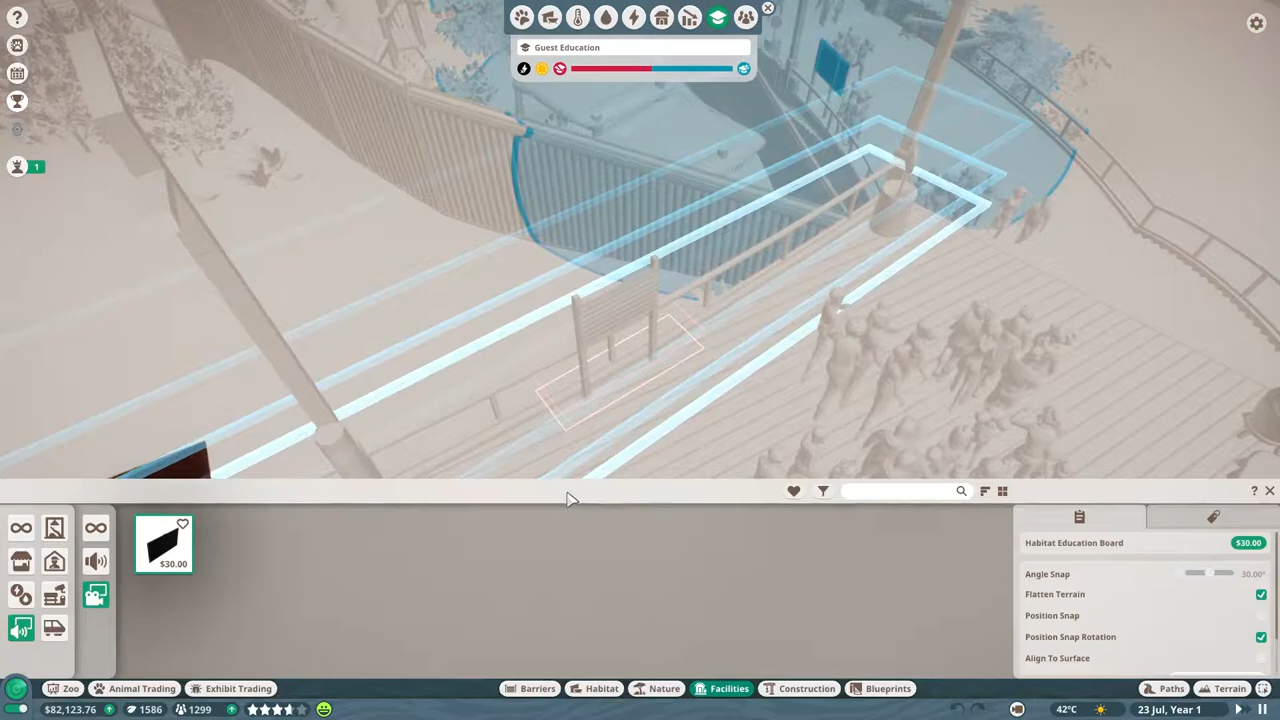 ?
Guest Education
1
$30.00
?
Habitat Education Board
$30.00
Angle Snap
30.00°
Flatten Terrain
Position Snap
Position Snap Rotation
Align To Surface
Zoo
Animal Trading
Exhibit Trading
Barriers
Habitat
Nature
Facilities
Construction
Blueprints
Paths
Terrain
$82,123.76
1586
1299
42°C
23 Jul, Year 1